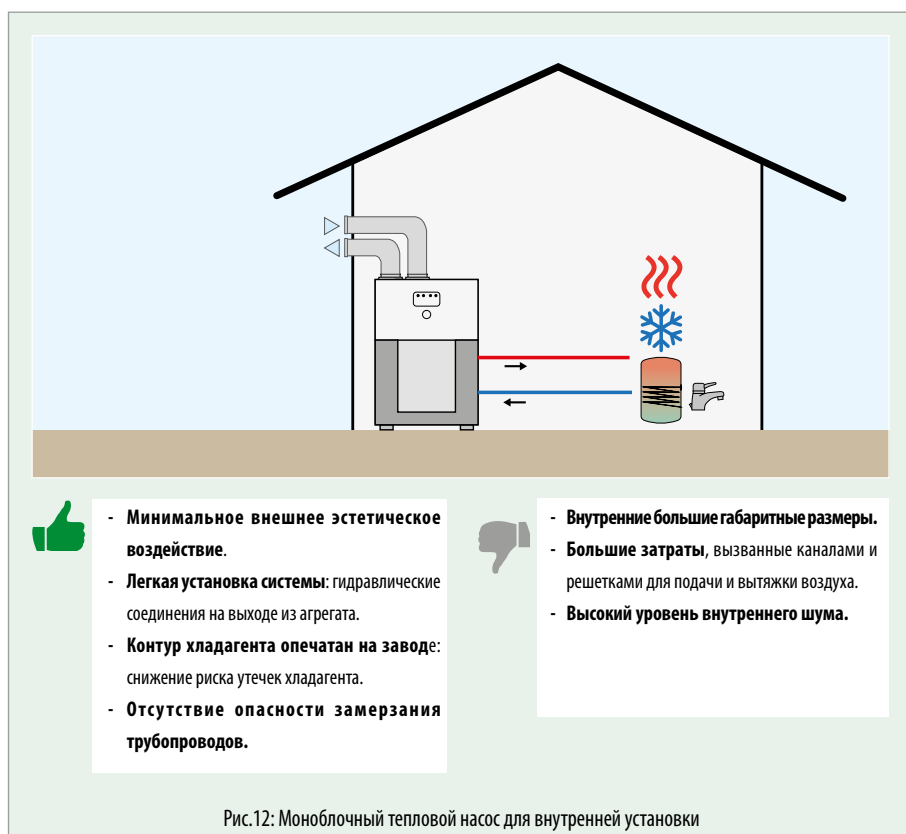 - Минимальное внешнее эстетическое
воздействие.
- Легкая установка системы: гидравлические
соединения на выходе из агрегата.
- Контур хладагента опечатан на заводе:
снижение риска утечек хладагента.
- Отсутствие опасности замерзания
трубопроводов.
- Внутренние большие габаритные размеры.
- Большие затраты, вызванные каналами и
решетками для подачи и вытяжки воздуха.
- Высокий уровень внутреннего шума.
Рис.12: Моноблочный тепловой насос для внутренней установки